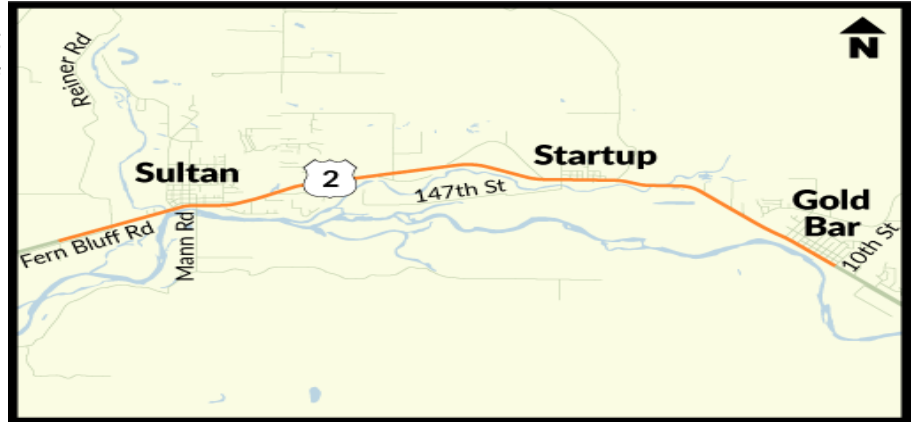 N
Reiner Rd
Sultan
2
Startup
147th St
Gold
Bar
Fern Bluff Rd
Mann Rd
10th St